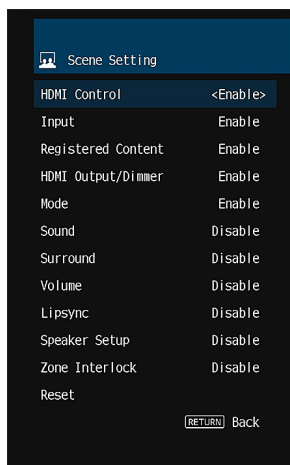 Scene Setting
HDMI Control <Enable>
Input Enable
Registered Content Enable
HDMI Output/Dimmer Enable
Mode Enable
Sound Disable
Surround Disable
Volume Disable
Lipsync Disable
Speaker Setup Disable
Zone Interlock Disable
Reset
RETURN Back